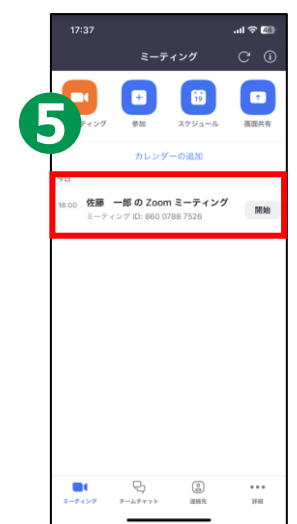 17:37
48
ミーティング
5
ーティング
参加
19
スケジュール
画面共有
カレンダーの追加
今日
18:00
佐藤 一郎 の Zoom ミーティング
ミーティング ID: 860 0788 7526
開始
ミーティング
チームチャット
連絡先
詳細